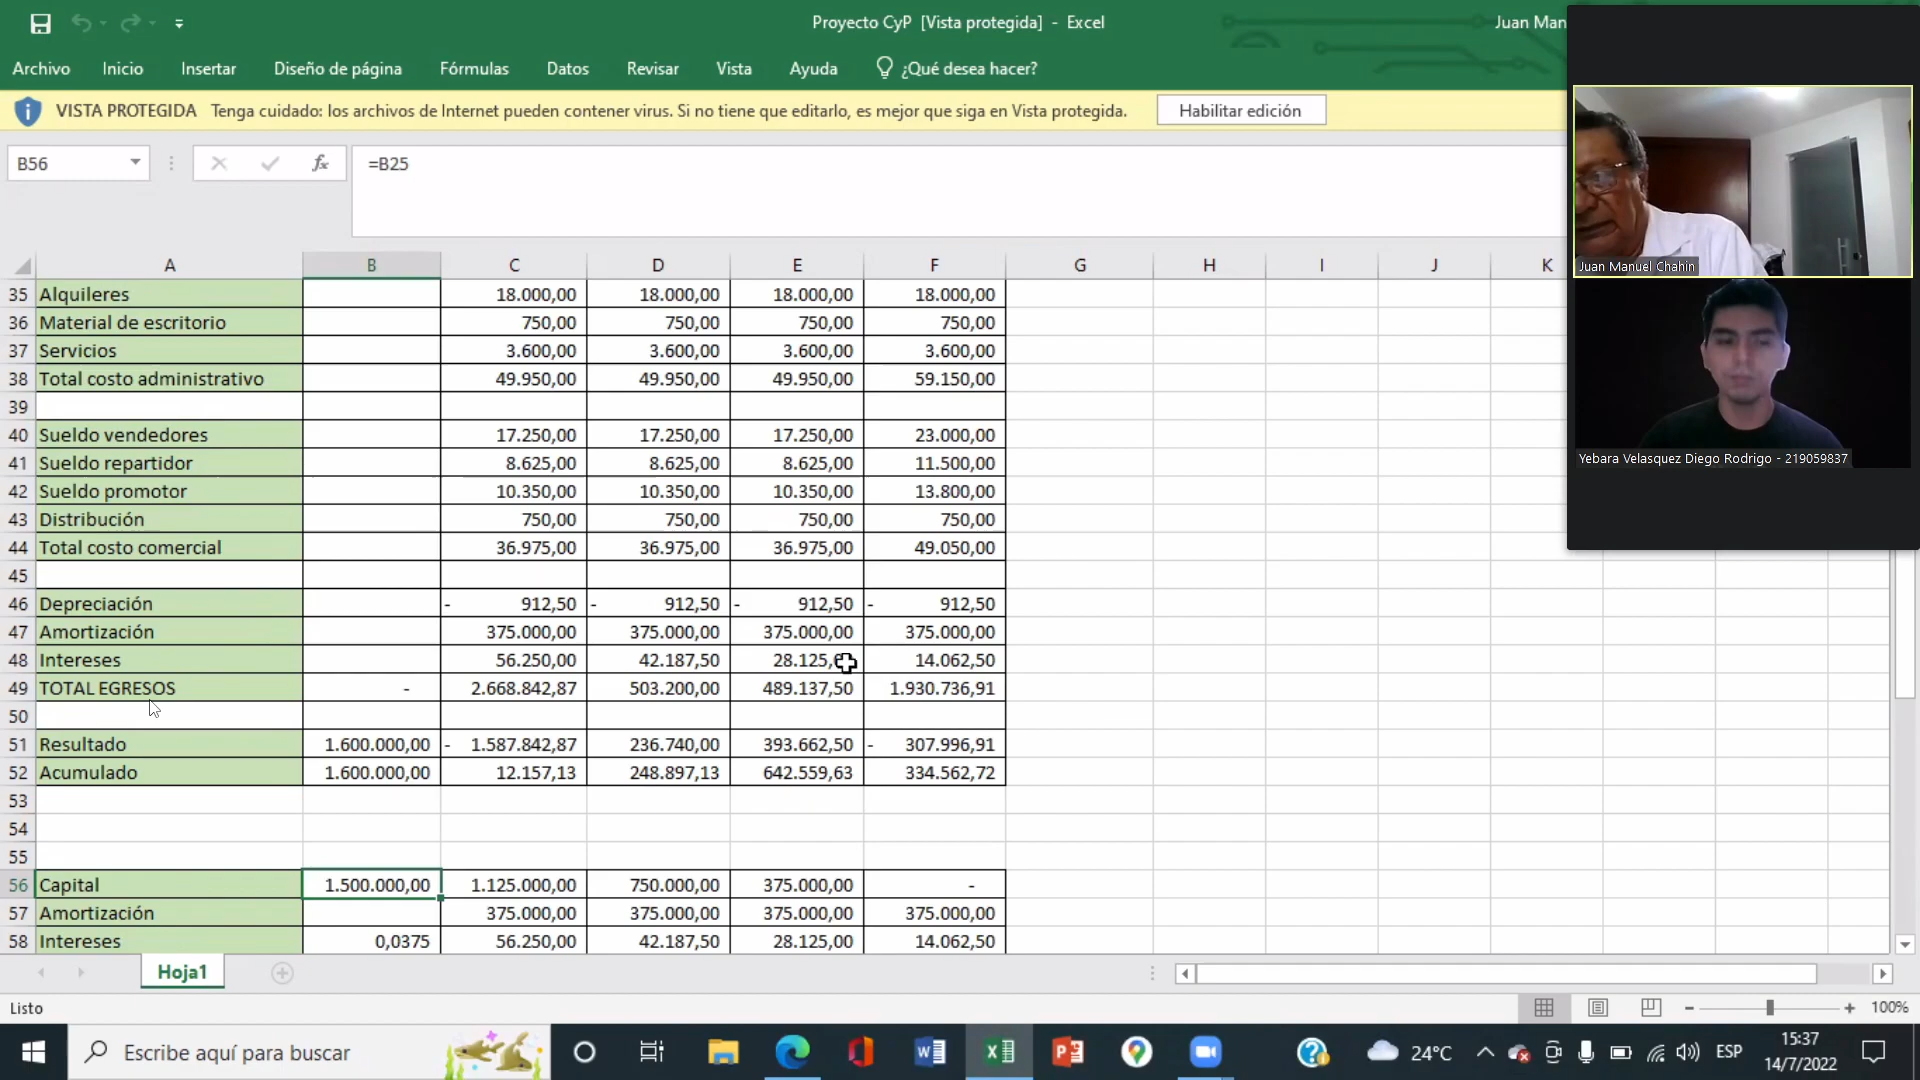 Proyecto CyP [Vista protegida] - Excel
Juan Man
Archivo Inicio Insertar Diseño de página Fórmulas Datos Revisar Vista Ayuda ¿Qué desea hacer?
VISTA PROTEGIDA Tenga cuidado: los archivos de Internet pueden contener virus. Si no tiene que editarlo, es mejor que siga en Vista protegida. Habilitar edición
B56 fx =B25
A B C D E F G H I J K
35 Alquileres 18.000,00 18.000,00 18.000,00 18.000,00
36 Material de escritorio 750,00 750,00 750,00 750,00
37 Servicios 3.600,00 3.600,00 3.600,00 3.600,00
38 Total costo administrativo 49.950,00 49.950,00 49.950,00 59.150,00
39
40 Sueldo vendedores 17.250,00 17.250,00 17.250,00 23.000,00
41 Sueldo repartidor 8.625,00 8.625,00 8.625,00 11.500,00
42 Sueldo promotor 10.350,00 10.350,00 10.350,00 13.800,00
43 Distribución 750,00 750,00 750,00 750,00
44 Total costo comercial 36.975,00 36.975,00 36.975,00 49.050,00
45
46 Depreciación - 912,50 - 912,50 - 912,50 - 912,50
47 Amortización 375.000,00 375.000,00 375.000,00 375.000,00
48 Intereses 56.250,00 42.187,50 28.125, 14.062,50
49 TOTAL EGRESOS - 2.668.842,87 503.200,00 489.137,50 1.930.736,91
50
51 Resultado 1.600.000,00 - 1.587.842,87 236.740,00 393.662,50 - 307.996,91
52 Acumulado 1.600.000,00 12.157,13 248.897,13 642.559,63 334.562,72
53
54
55
56 Capital 1.500.000,00 1.125.000,00 750.000,00 375.000,00 -
57 Amortización 375.000,00 375.000,00 375.000,00 375.000,00
58 Intereses 0,0375 56.250,00 42.187,50 28.125,00 14.062,50
Juan Manuel Chahin
Yebara Velasquez Diego Rodrigo - 219059837
Hoja1
Listo
100%
Escribe aquí para buscar
24°C
ESP
15:37
14/7/2022